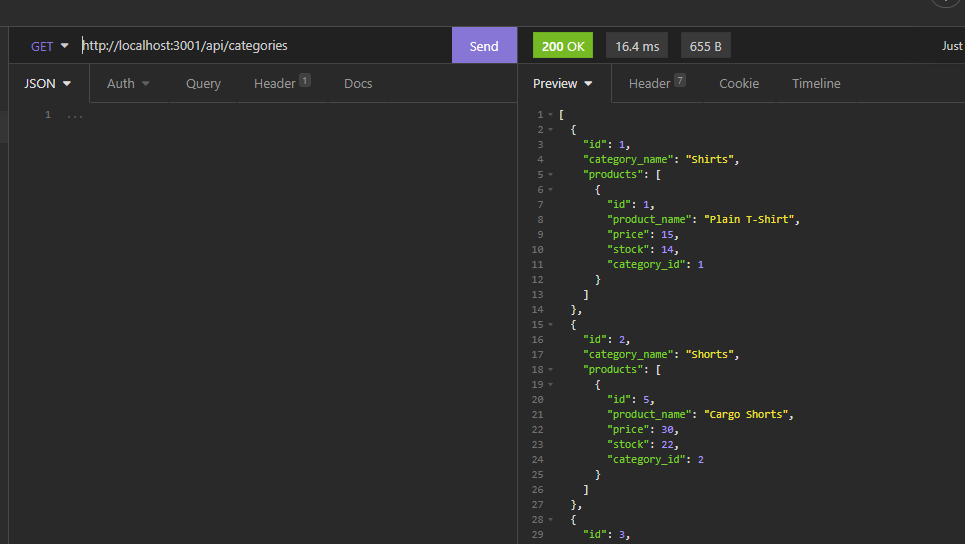 GET http://localhost:3001/api/categories Send 200 OK 16.4 ms 655 B Just
JSON Auth Query Header 1 Docs Preview Header 7 Cookie Timeline
1 ...
1 [
2 {
3 "id": 1,
4 "category_name": "Shirts",
5 "products": [
6 {
7 "id": 1,
8 "product_name": "Plain T-Shirt",
9 "price": 15,
10 "stock": 14,
11 "category_id": 1
12 }
13 ]
14 },
15 {
16 "id": 2,
17 "category_name": "Shorts",
18 "products": [
19 {
20 "id": 5,
21 "product_name": "Cargo Shorts",
22 "price": 30,
23 "stock": 22,
24 "category_id": 2
25 }
26 ]
27 },
28 {
29 "id": 3,